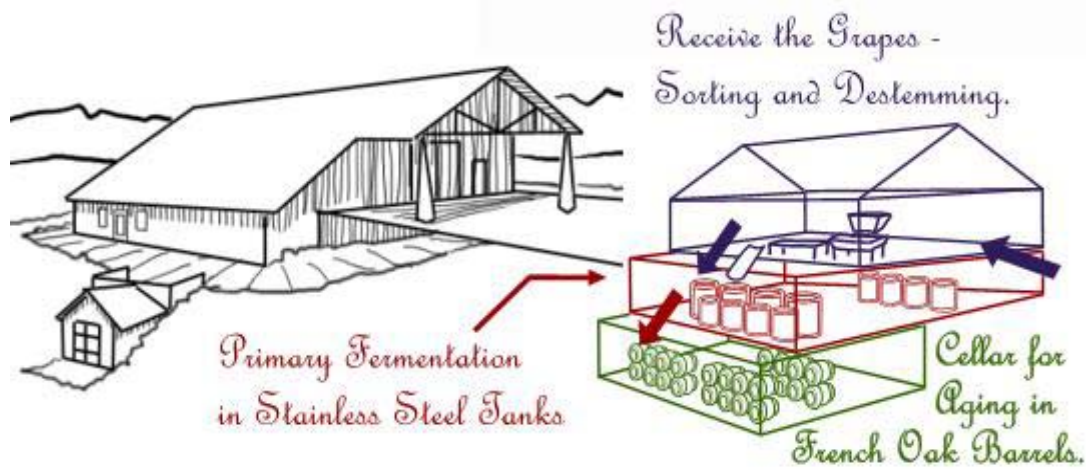 Receive the Grapes -
Sorting and Destemming.
Primary Fermentation
in Stainless Steel Tanks
Cellar for
Aging in
French Oak Barrels.